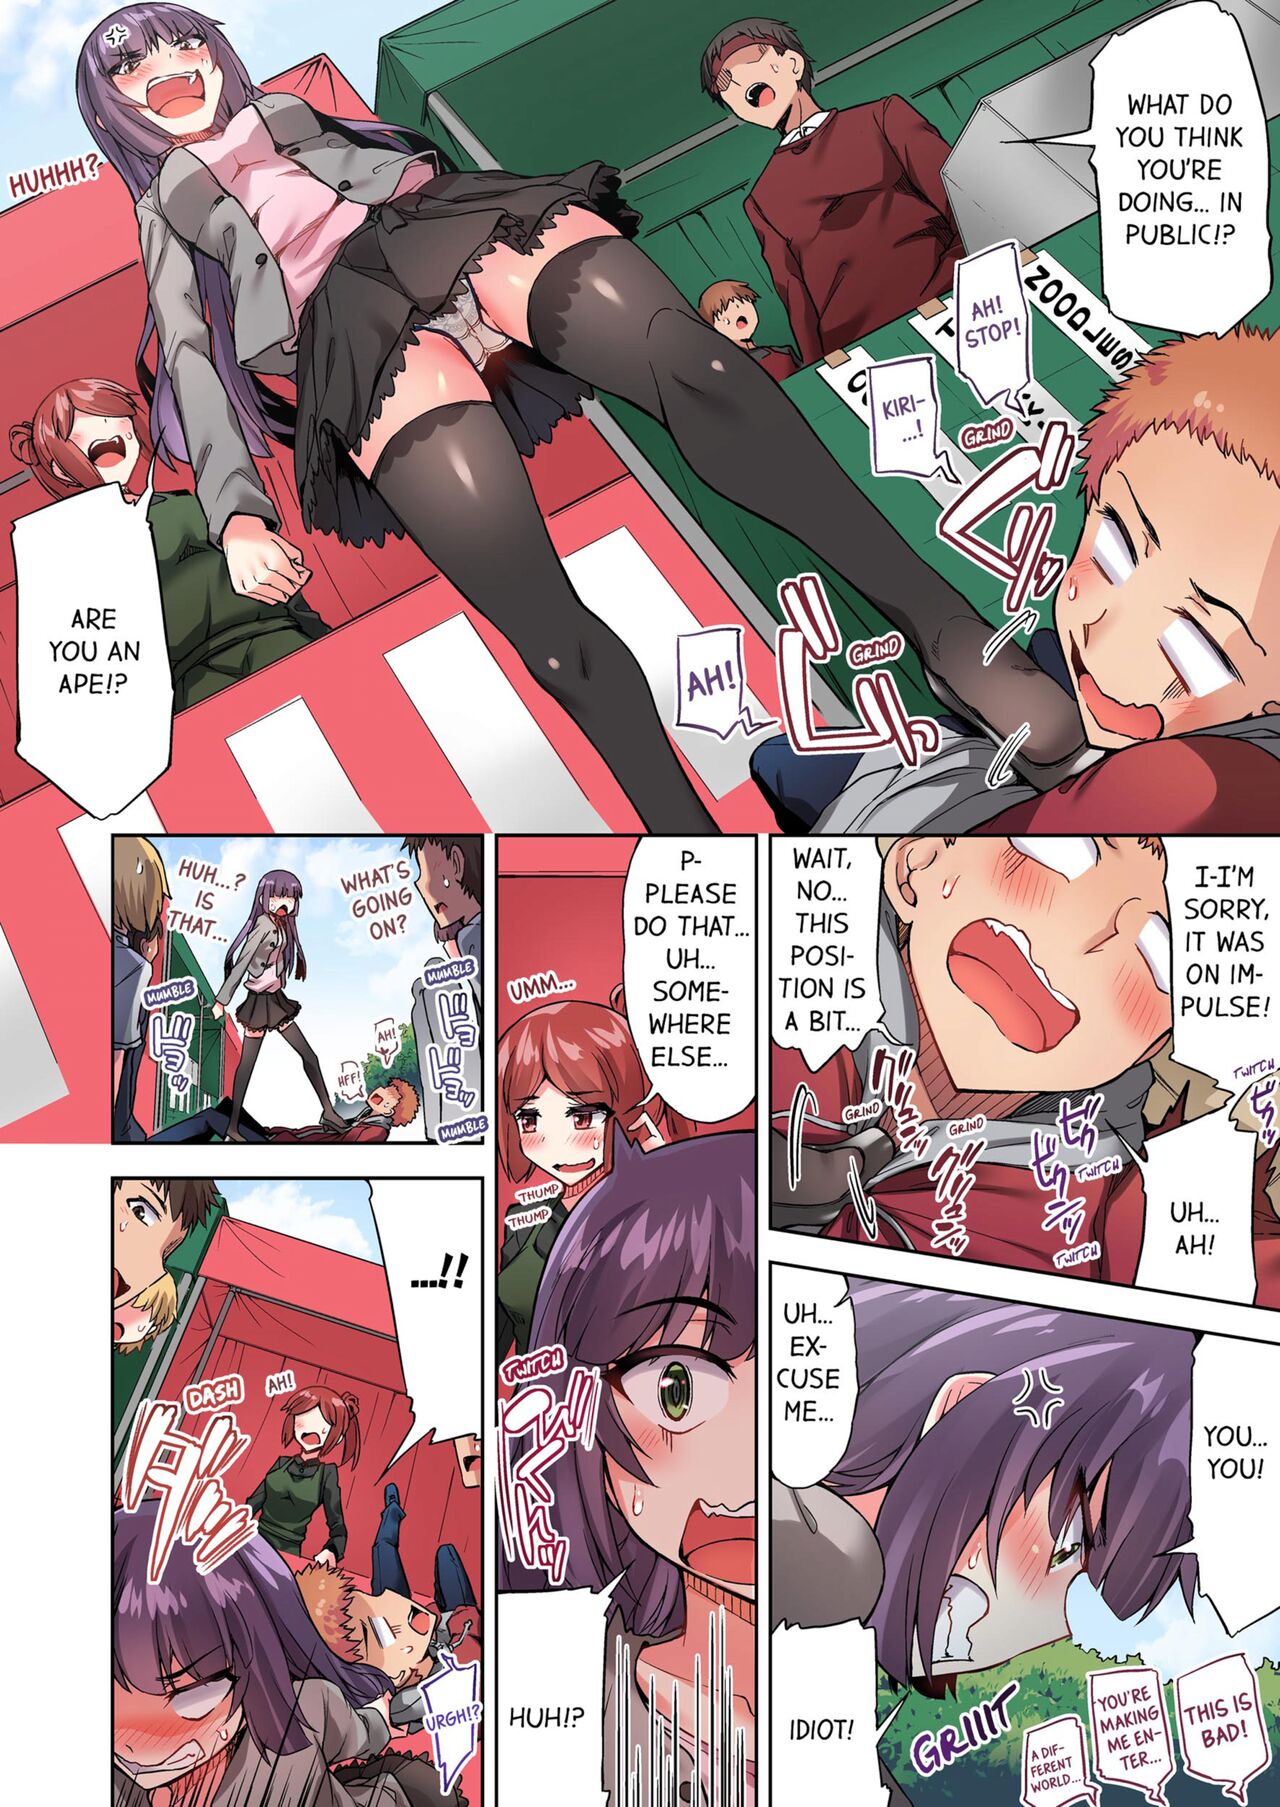 WHAT DO
YOU THINK
YOU'RE
DOING... IN
PUBLIC!?
HUHHH?
AH!
STOP!
KIRI-
...!
GRIND
GRIND
AH!
ARE
YOU AN
APE!?
I-I'M
SORRY,
IT WAS
ON IM-
PULSE!
WAIT,
NO... THIS
POSI-
TION IS
A BIT...
TWITCH
GRIND
GRIND
TWITCH
TWITCH
UH...
AH!
YOU...
YOU!
UH...
EX-
CUSE
ME...
THIS IS
BAD!
YOU'RE
MAKING
ME EN-
TER...
A DIF-
FERENT
WORLD...
GRIIIT
IDIOT!
P-
PLEASE
DO THAT...
UH...
SOME-
WHERE
ELSE...
UMM...
THUMP
THUMP
TWITCH
HUH!?
WHAT'S
GOING
ON?
HUH...?
IS
THAT...
MUMBLE
MUMBLE
AH!
HFF!
MUMBLE
MUMBLE
...!!
AH!
DASH
URGH!?